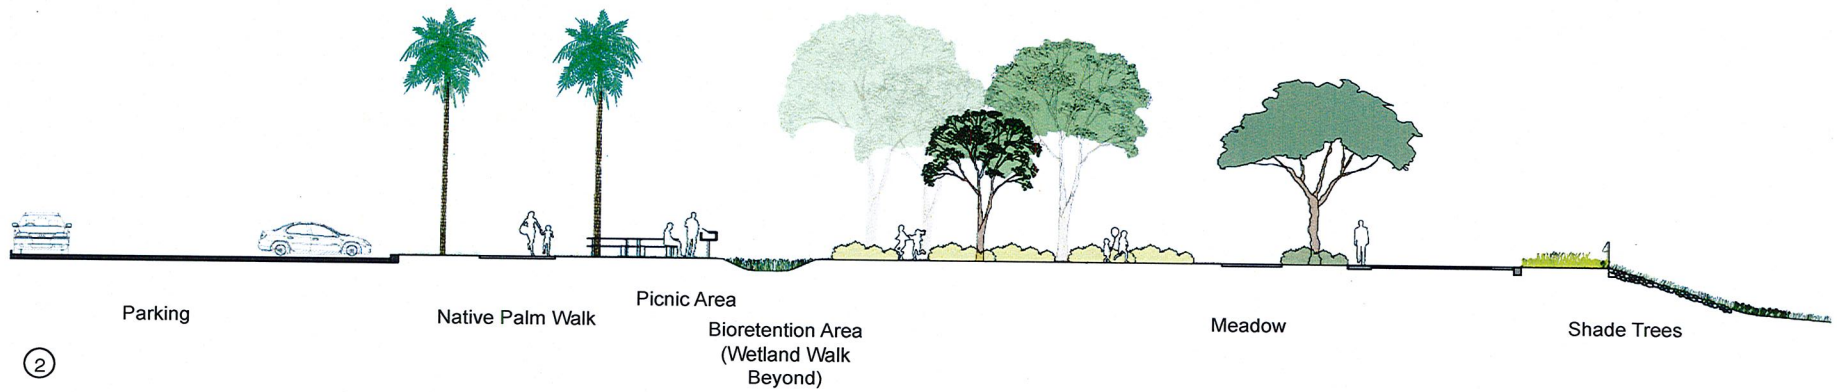 Parking
Native Palm Walk
Picnic Area
Bioretention Area
(Wetland Walk
Beyond)
Meadow
Shade Trees
2